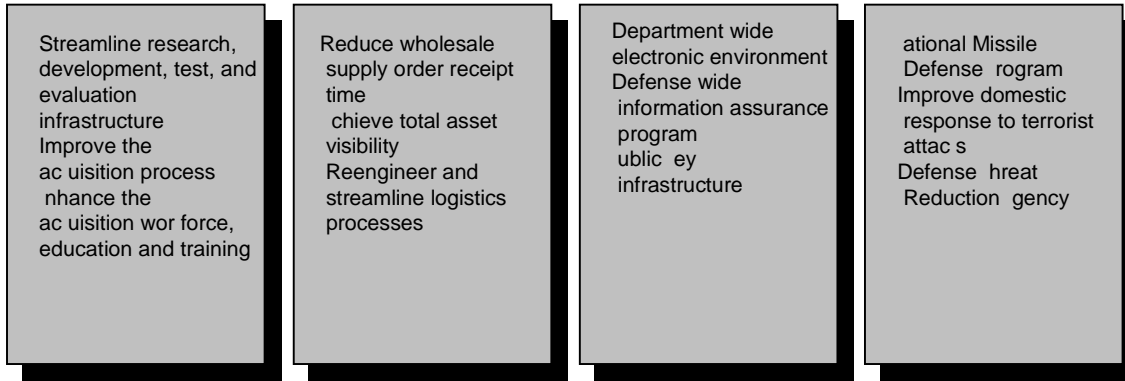 Streamline research,
development, test, and
evaluation
infrastructure
Improve the
ac uisition process
nhance the
ac uisition wor force,
education and training
Reduce wholesale
supply order receipt
time
chieve total asset
visibility
Reengineer and
streamline logistics
processes
Department wide
electronic environment
Defense wide
information assurance
program
ublic ey
infrastructure
ational Missile
Defense rogram
Improve domestic
response to terrorist
attac s
Defense hreat
Reduction gency